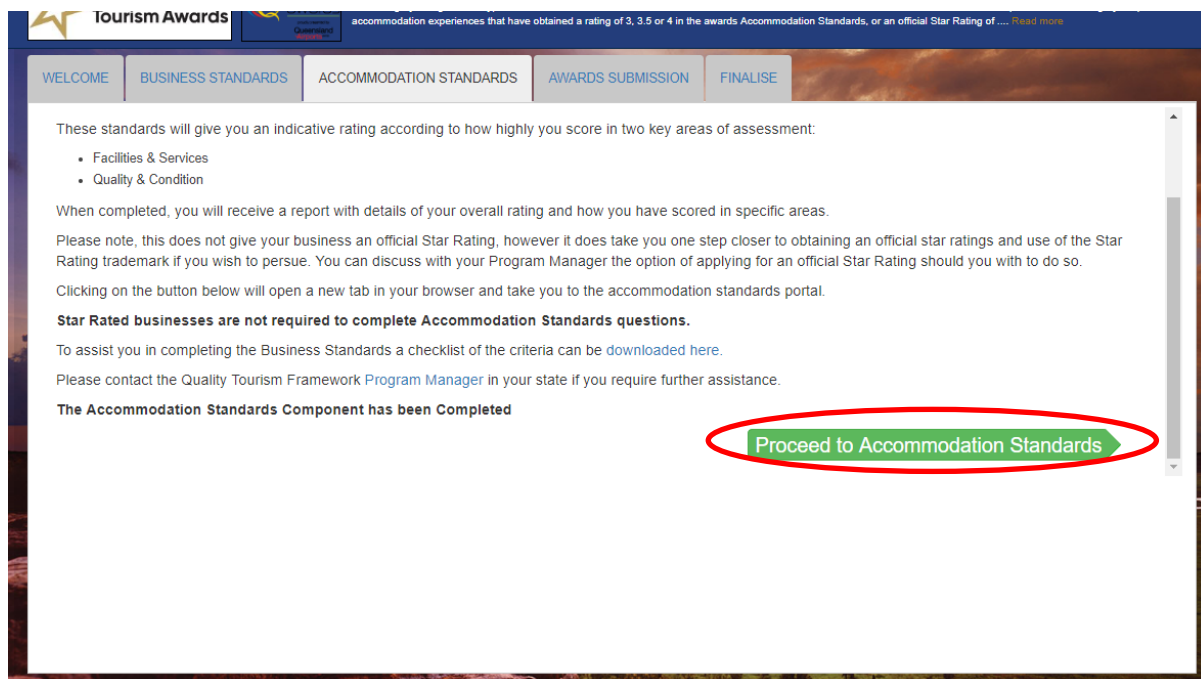 Tourism Awards
Queensland
accommodation experiences that have obtained a rating of 3, 3.5 or 4 in the awards Accommodation Standards, or an official Star Rating of .... Read more
WELCOME
BUSINESS STANDARDS
ACCOMMODATION STANDARDS
AWARDS SUBMISSION
FINALISE
These standards will give you an indicative rating according to how highly you score in two key areas of assessment:
• Facilities & Services
• Quality & Condition
When completed, you will receive a report with details of your overall rating and how you have scored in specific areas.
Please note, this does not give your business an official Star Rating, however it does take you one step closer to obtaining an official star ratings and use of the Star
Rating trademark if you wish to persue. You can discuss with your Program Manager the option of applying for an official Star Rating should you with to do so.
Clicking on the button below will open a new tab in your browser and take you to the accommodation standards portal.
Star Rated businesses are not required to complete Accommodation Standards questions.
To assist you in completing the Business Standards a checklist of the criteria can be downloaded here.
Please contact the Quality Tourism Framework Program Manager in your state if you require further assistance.
The Accommodation Standards Component has been Completed
Proceed to Accommodation Standards